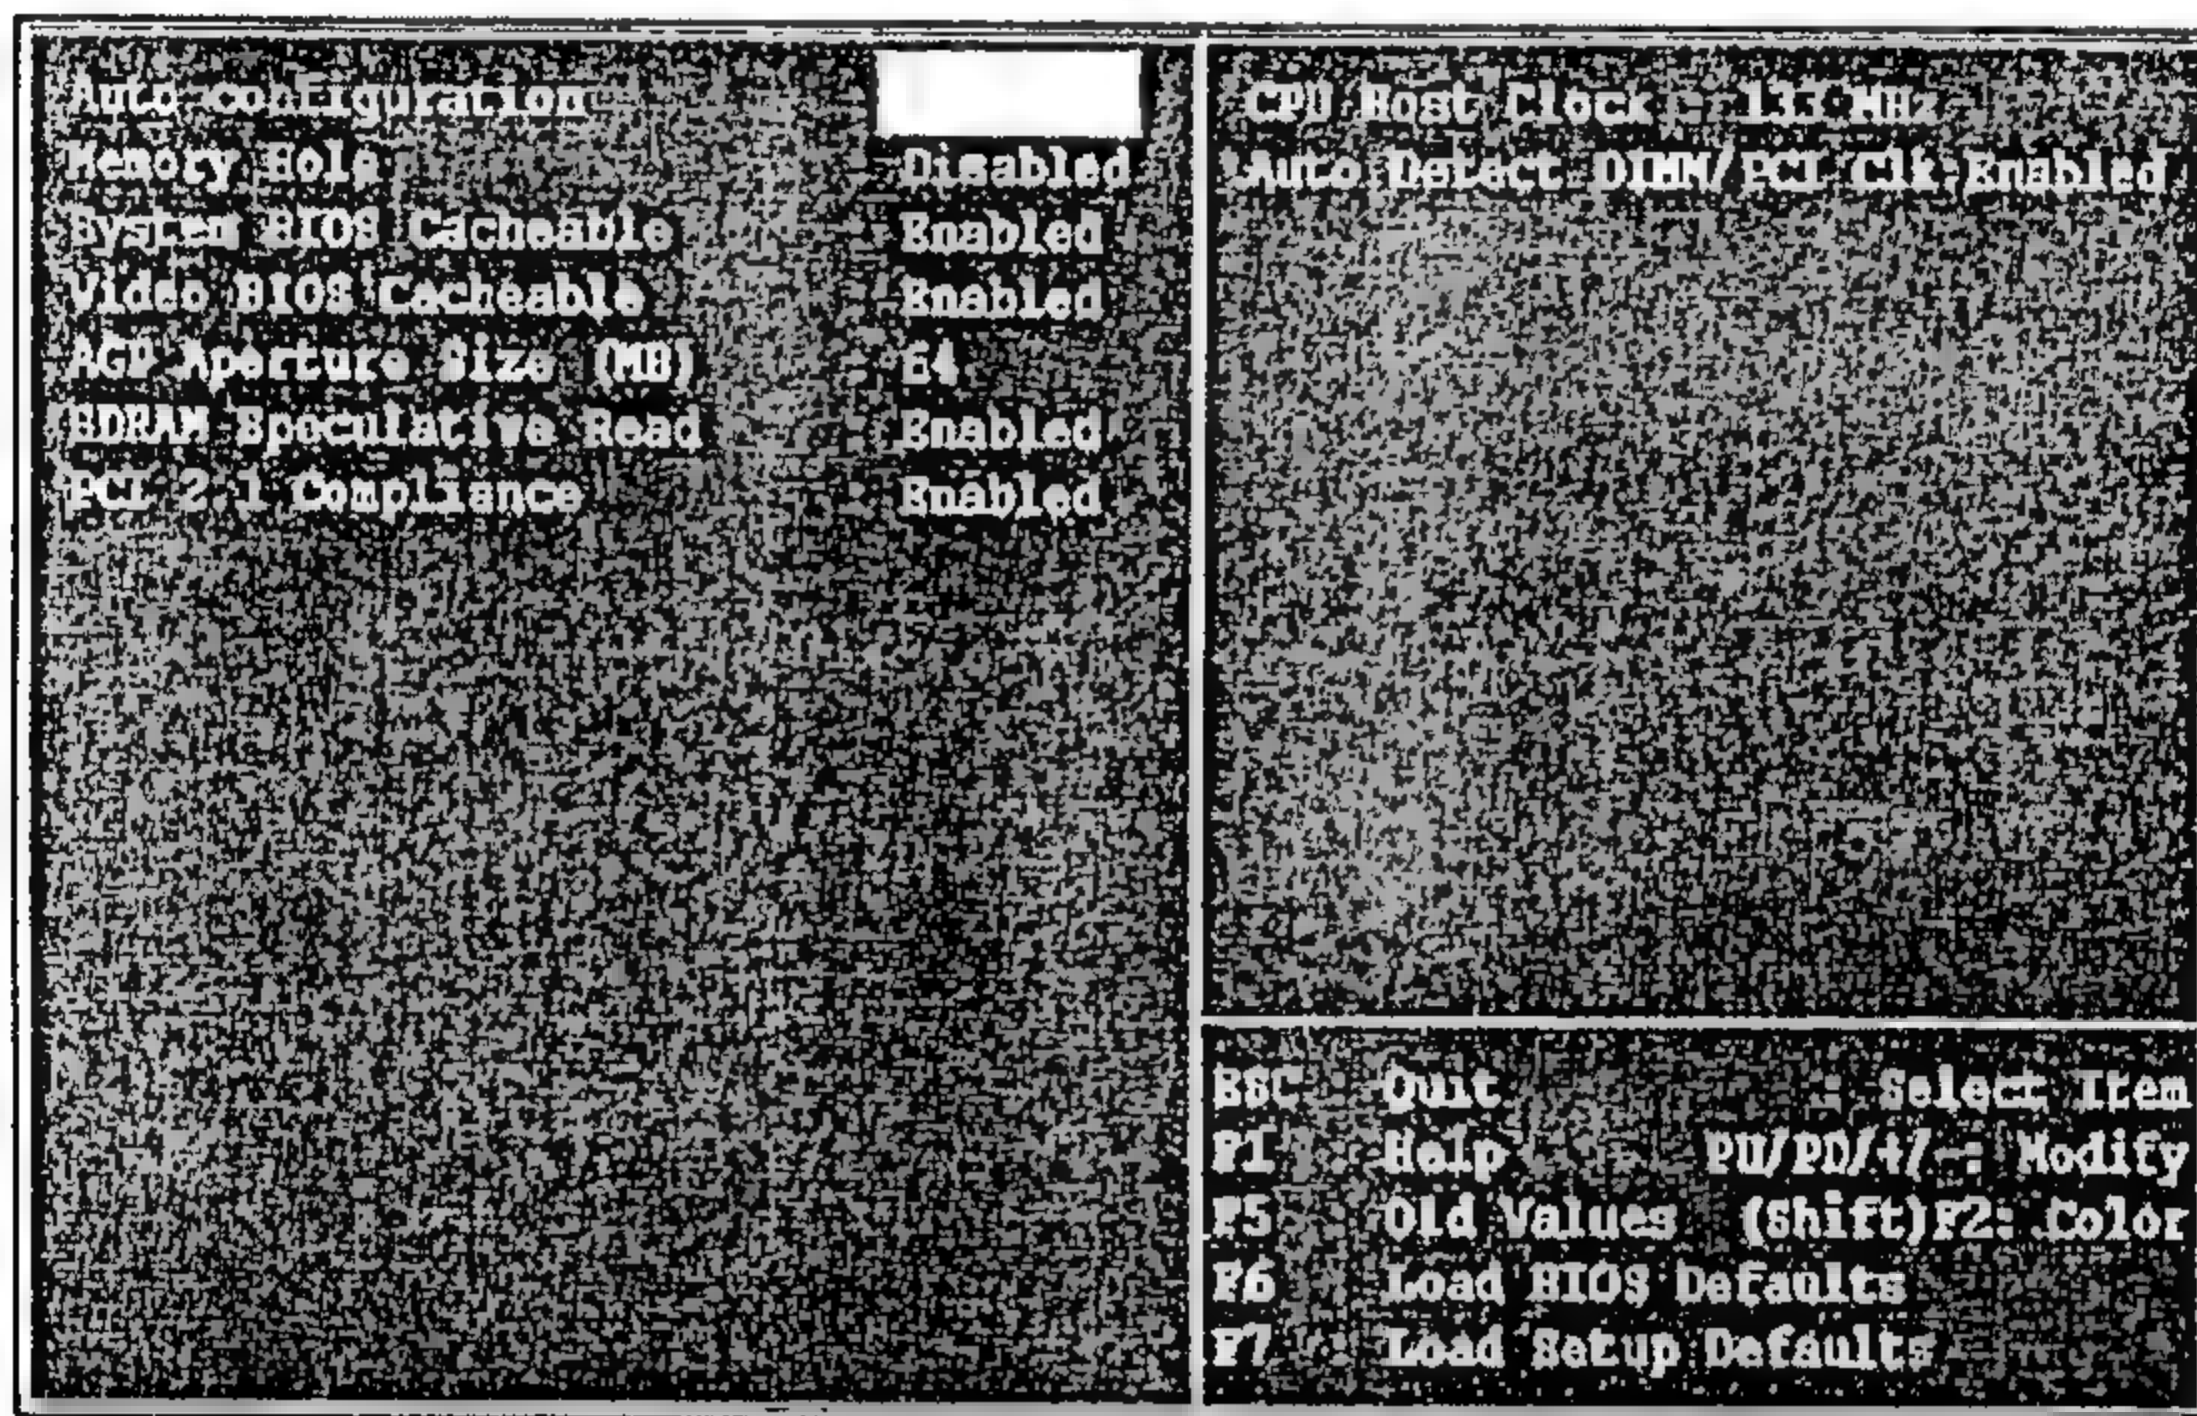 Auto configuration
Memory Hole : Disabled
System BIOS Cacheable : Enabled
Video BIOS Cacheable : Enabled
AGP Aperture Size (MB) : 64
SDRAM Speculative Read : Enabled
PCI 2.1 Compliance : Enabled
CPU Host Clock : 133 MHz
Auto Detect DIMM/PCI Clk Enabled
ESC : Quit : Select Item
F1 : Help PU/PD/+/- : Modify
F5 : Old Values (Shift)F2: Color
F6 : Load BIOS Defaults
F7 : Load Setup Defaults